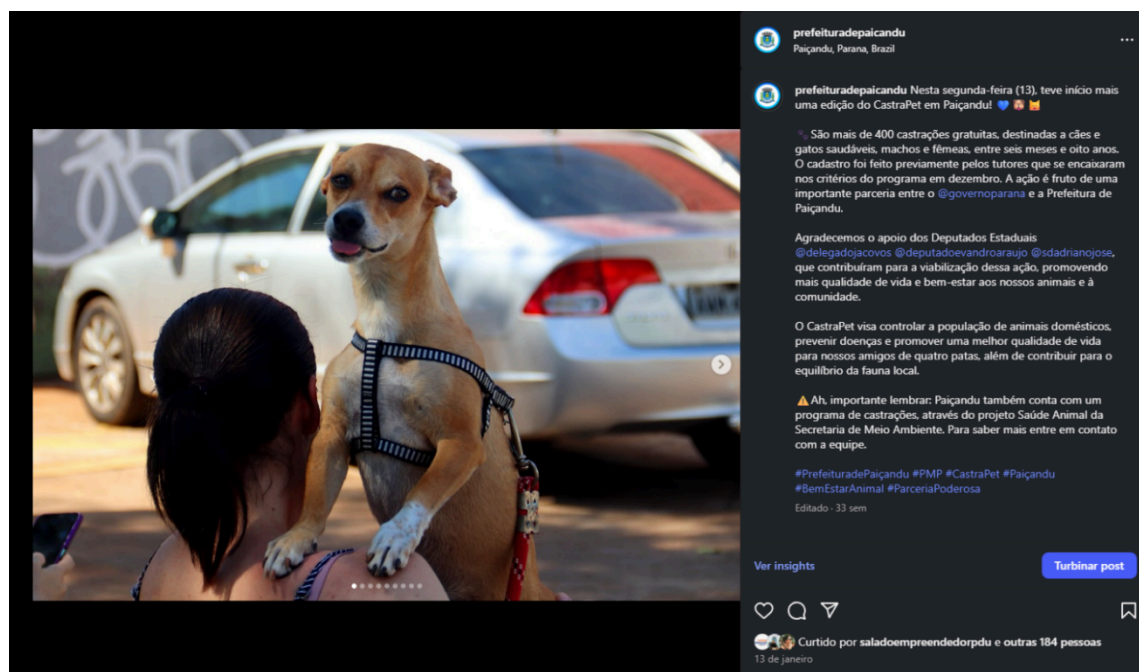 prefeituradepaicandu
Paiçandu, Parana, Brazil
prefeituradepaicandu Nesta segunda-feira (13), teve início mais
uma edição do CastraPet em Paiçandu! 💙 🐶 🐱
🐾 São mais de 400 castrações gratuitas, destinadas a cães e
gatos saudáveis, machos e fêmeas, entre seis meses e oito anos.
O cadastro foi feito previamente pelos tutores que se encaixaram
nos critérios do programa em dezembro. A ação é fruto de uma
importante parceria entre o @governoparana e a Prefeitura de
Paiçandu.
Agradecemos o apoio dos Deputados Estaduais
@delegadojacovos @deputadoevandroaraujo @sdadrianojose,
que contribuíram para a viabilização dessa ação, promovendo
mais qualidade de vida e bem-estar aos nossos animais e à
comunidade.
O CastraPet visa controlar a população de animais domésticos,
prevenir doenças e promover uma melhor qualidade de vida
para nossos amigos de quatro patas, além de contribuir para o
equilíbrio da fauna local.
⚠️ Ah, importante lembrar: Paiçandu também conta com um
programa de castrações, através do projeto Saúde Animal da
Secretaria de Meio Ambiente. Para saber mais entre em contato
com a equipe.
#PrefeituradePaiçandu #PMP #CastraPet #Paiçandu
#BemEstarAnimal #ParceriaPoderosa
Editado · 33 sem
Ver insights
Turbinar post
Curtido por saladoempreendedorpdu e outras 184 pessoas
13 de janeiro